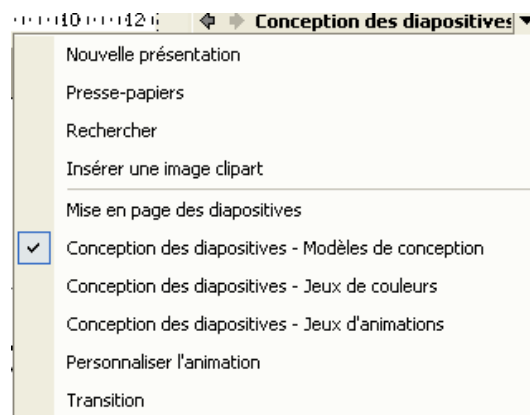 10 12 Conception des diapositives
Nouvelle présentation
Presse-papiers
Rechercher
Insérer une image clipart
Mise en page des diapositives
Conception des diapositives - Modèles de conception
Conception des diapositives - Jeux de couleurs
Conception des diapositives - Jeux d'animations
Personnaliser l'animation
Transition